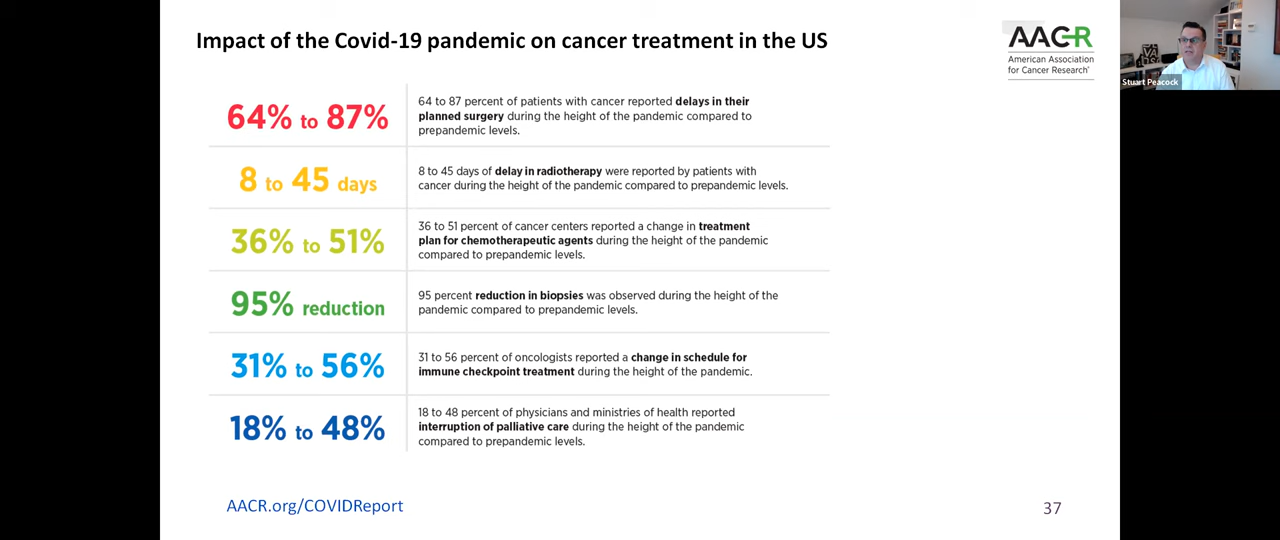 Impact of the Covid-19 pandemic on cancer treatment in the US
AACR
American Association
for Cancer Research®
Stuart Peacock
64% to 87%
64 to 87 percent of patients with cancer reported delays in their
planned surgery during the height of the pandemic compared to
prepandemic levels.
8 to 45 days
8 to 45 days of delay in radiotherapy were reported by patients with
cancer during the height of the pandemic compared to prepandemic levels.
36% to 51%
36 to 51 percent of cancer centers reported a change in treatment
plan for chemotherapeutic agents during the height of the pandemic
compared to prepandemic levels.
95% reduction
95 percent reduction in biopsies was observed during the height of the
pandemic compared to prepandemic levels.
31% to 56%
31 to 56 percent of oncologists reported a change in schedule for
immune checkpoint treatment during the height of the pandemic.
18% to 48%
18 to 48 percent of physicians and ministries of health reported
interruption of palliative care during the height of the pandemic
compared to prepandemic levels.
AACR.org/COVIDReport
37